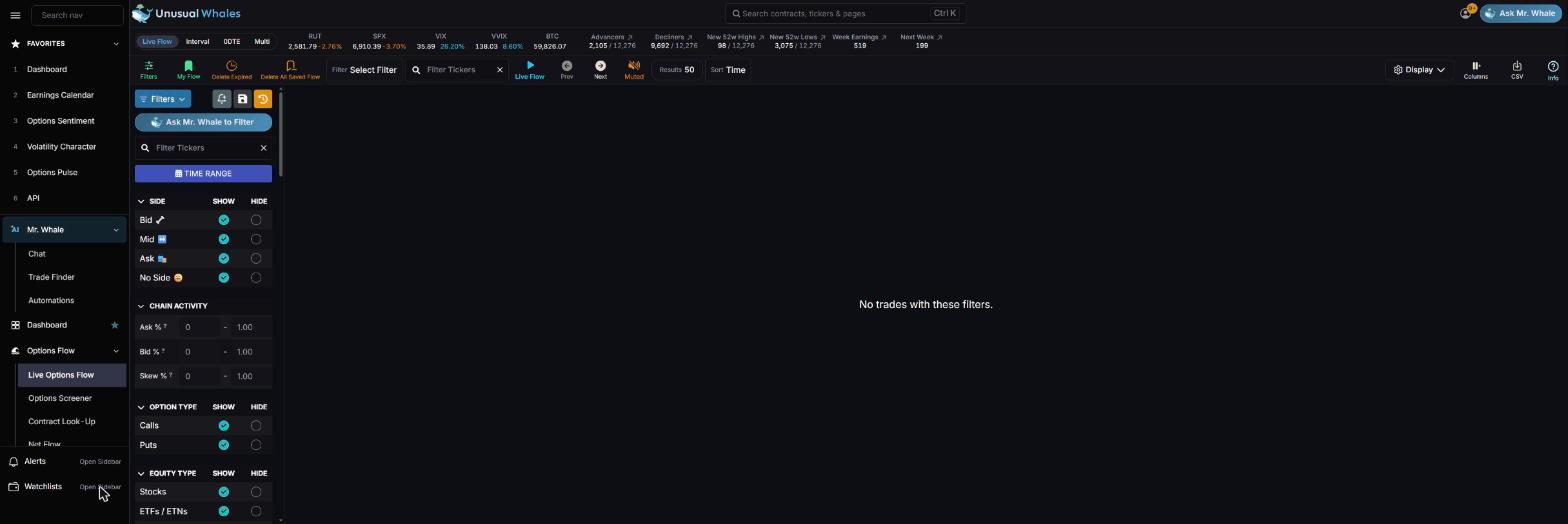 Search nav
Unusual Whales
Search contracts, tickers & pages
Ctrl K
9+
Ask Mr. Whale
FAVORITES
1 Dashboard
2 Earnings Calendar
3 Options Sentiment
4 Volatility Character
5 Options Pulse
6 API
AI Mr. Whale
Chat
Trade Finder
Automations
Dashboard
Options Flow
Live Options Flow
Options Screener
Contract Look-Up
Net Flow
Alerts Open Sidebar
Watchlists Open Sidebar
Live Flow Interval 0DTE Multi
RUT SPX VIX VVIX BTC Advancers ↗ Decliners ↗ New 52w Highs ↗ New 52w Lows ↗ Week Earnings ↗ Next Week ↗
2,581.79 -2.76% 6,910.39 -3.70% 35.89 26.20% 138.03 8.60% 59,826.07 2,105 / 12,276 9,692 / 12,276 98 / 12,276 3,075 / 12,276 519 199
Filters My Flow Delete Expired Delete All Saved Flow Filter Select Filter Filter Tickers Live Flow Prev Next Muted Results 50 Sort Time Display Columns CSV Info
Filters
Ask Mr. Whale to Filter
Filter Tickers
TIME RANGE
SIDE SHOW HIDE
Bid
Mid
Ask
No Side
CHAIN ACTIVITY
Ask % ? 0 - 1.00
Bid % ? 0 - 1.00
Skew % ? 0 - 1.00
OPTION TYPE SHOW HIDE
Calls
Puts
EQUITY TYPE SHOW HIDE
Stocks
ETFs / ETNs
No trades with these filters.